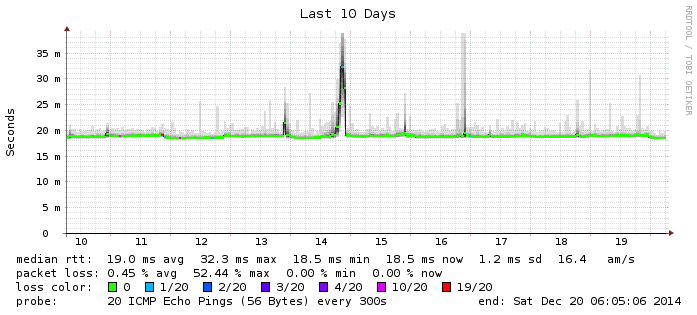 Last 10 Days
RRDTOOL / TOBI OETIKER
Seconds
35 m
30 m
25 m
20 m
15 m
10 m
5 m
0
10 11 12 13 14 15 16 17 18 19
median rtt: 19.0 ms avg 32.3 ms max 18.5 ms min 18.5 ms now 1.2 ms sd 16.4 am/s
packet loss: 0.45 % avg 52.44 % max 0.00 % min 0.00 % now
loss color: 0 1/20 2/20 3/20 4/20 10/20 19/20
probe: 20 ICMP Echo Pings (56 Bytes) every 300s end: Sat Dec 20 06:05:06 2014